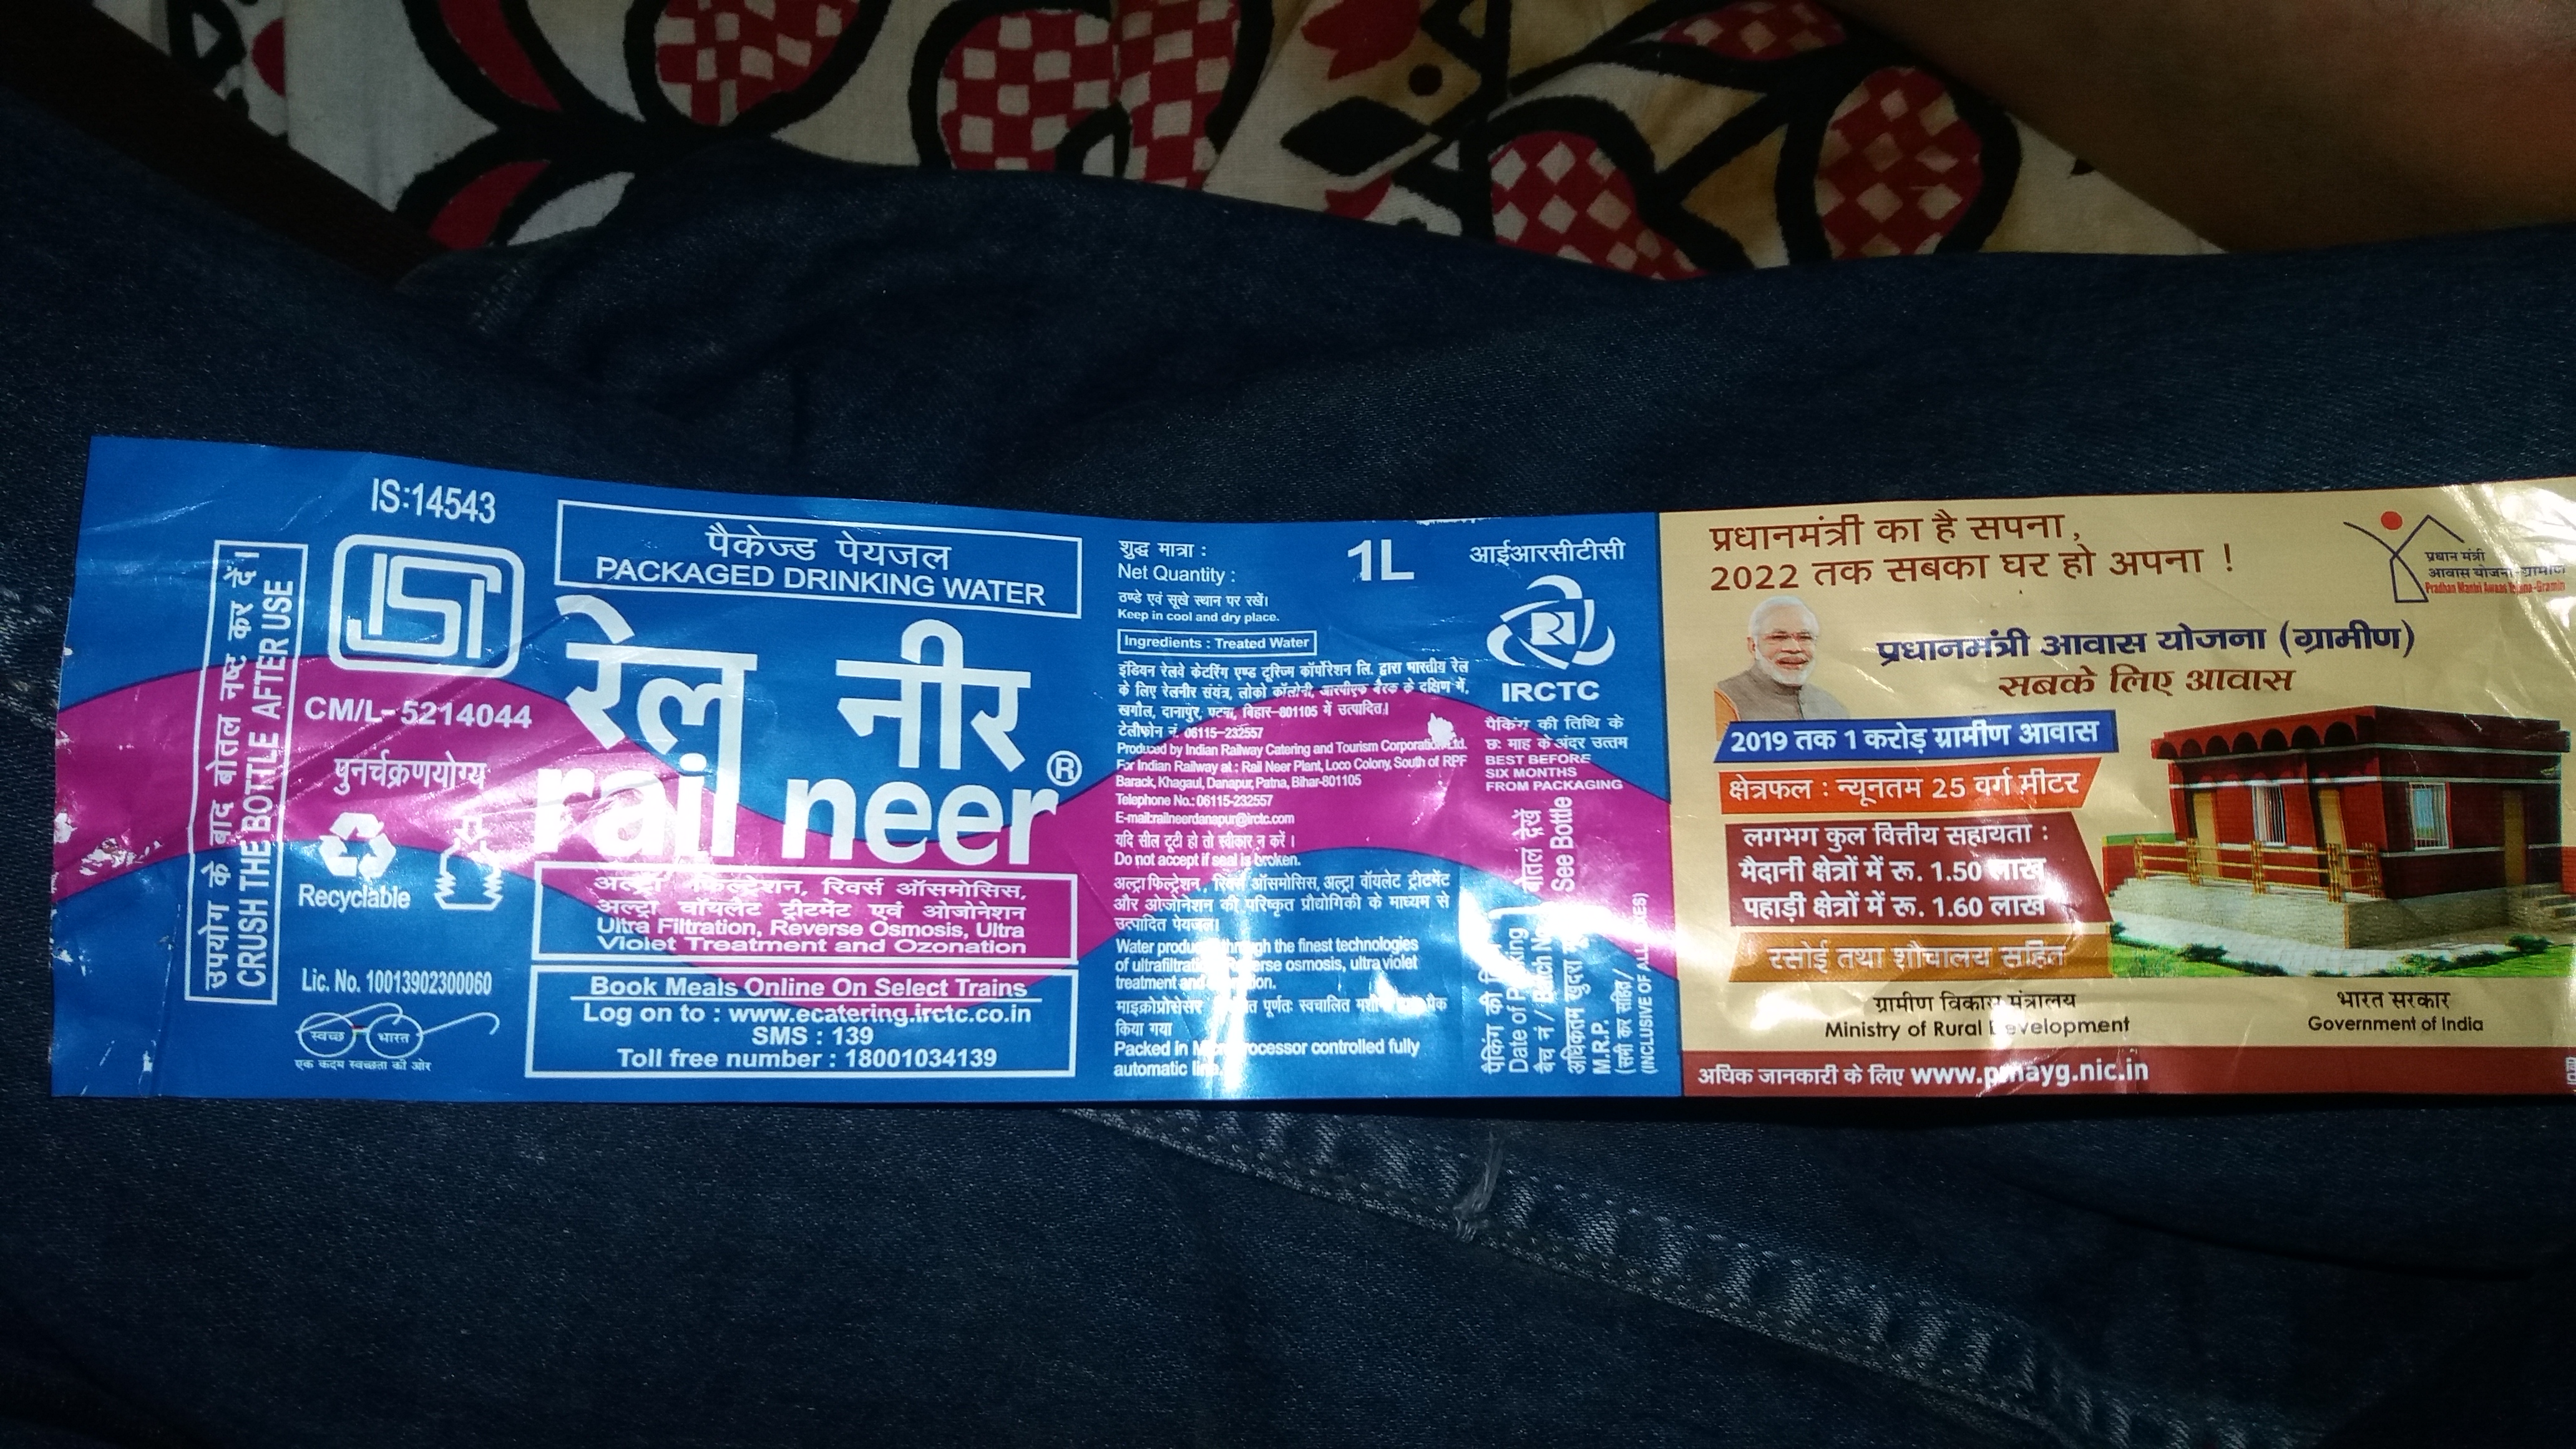 उपयोग के बाद बोतल नष्ट कर दें।
CRUSH THE BOTTLE AFTER USE
IS:14543
CM/L- 5214044
पुनर्चक्रणयोग्य
Recyclable
Lic. No. 10013902300060
स्वच्छ भारत
एक कदम स्वच्छता की ओर
पैकेज्ड पेयजल
PACKAGED DRINKING WATER
रेल नीर
rail neer®
अल्ट्रा फिल्ट्रेशन, रिवर्स ऑसमोसिस,
अल्ट्रा वॉयलेट ट्रीटमेंट एवं ओजोनेशन
Ultra Filtration, Reverse Osmosis, Ultra
Violet Treatment and Ozonation
Book Meals Online On Select Trains
Log on to : www.ecatering.irctc.co.in
SMS : 139
Toll free number : 18001034139
शुद्ध मात्रा :
Net Quantity :
1L
ठण्डे एवं सूखे स्थान पर रखें।
Keep in cool and dry place.
Ingredients : Treated Water
इंडियन रेलवे केटरिंग एण्ड टूरिज्म कॉर्पोरेशन लि. द्वारा भारतीय रेल
के लिए रेलनीर संयंत्र, लोको कॉलोनी, आरपीएफ बैरक के दक्षिण में,
खगौल, दानापुर, पटना, बिहार-801105 में उत्पादित।
टेलीफोन नं. 06115-232557
Produced by Indian Railway Catering and Tourism Corporation Ltd.
For Indian Railway at : Rail Neer Plant, Loco Colony, South of RPF
Barack, Khagaul, Danapur, Patna, Bihar-801105
Telephone No.: 06115-232557
E-mail:railneerdanapur@irctc.com
यदि सील टूटी हो तो स्वीकार न करें ।
Do not accept if seal is broken.
अल्ट्रा फिल्ट्रेशन, रिवर्स ऑसमोसिस, अल्ट्रा वॉयलेट ट्रीटमेंट
और ओजोनेशन की परिष्कृत प्रौद्योगिकी के माध्यम से
उत्पादित पेयजल।
Water produ through the finest technologies
of ultrafiltra erse osmosis, ultra violet
treatment and on.
माइक्रोप्रोसेसर त पूर्णतः स्वचालित पैक
किया गया
Packed in M rocessor controlled fully
automatic
आईआरसीटीसी
IRCTC
पैकिंग की तिथि के
छः माह के अंदर उत्तम
BEST BEFORE
SIX MONTHS
FROM PACKAGING
पैकिंग की
Date of P king
बैच नं / Batch No
अधिकतम खुदरा
M.R.P.
(सभी कर सहित/
(INCLUSIVE OF ALL ES)
बोतल देखें
See Bottle
प्रधानमंत्री का है सपना,
2022 तक सबका घर हो अपना !
प्रधान मंत्री
आवास योजना-ग्रामीण
Pradhan Mantri Awaas Yojana-Gramin
प्रधानमंत्री आवास योजना (ग्रामीण)
सबके लिए आवास
2019 तक 1 करोड़ ग्रामीण आवास
क्षेत्रफल : न्यूनतम 25 वर्ग मीटर
लगभग कुल वित्तीय सहायता :
मैदानी क्षेत्रों में रू. 1.50 लाख
पहाड़ी क्षेत्रों में रू. 1.60 लाख
रसोई तथा शौचालय सहित
ग्रामीण विकास मंत्रालय
Ministry of Rural Development
भारत सरकार
Government of India
अधिक जानकारी के लिए www.pmayg.nic.in